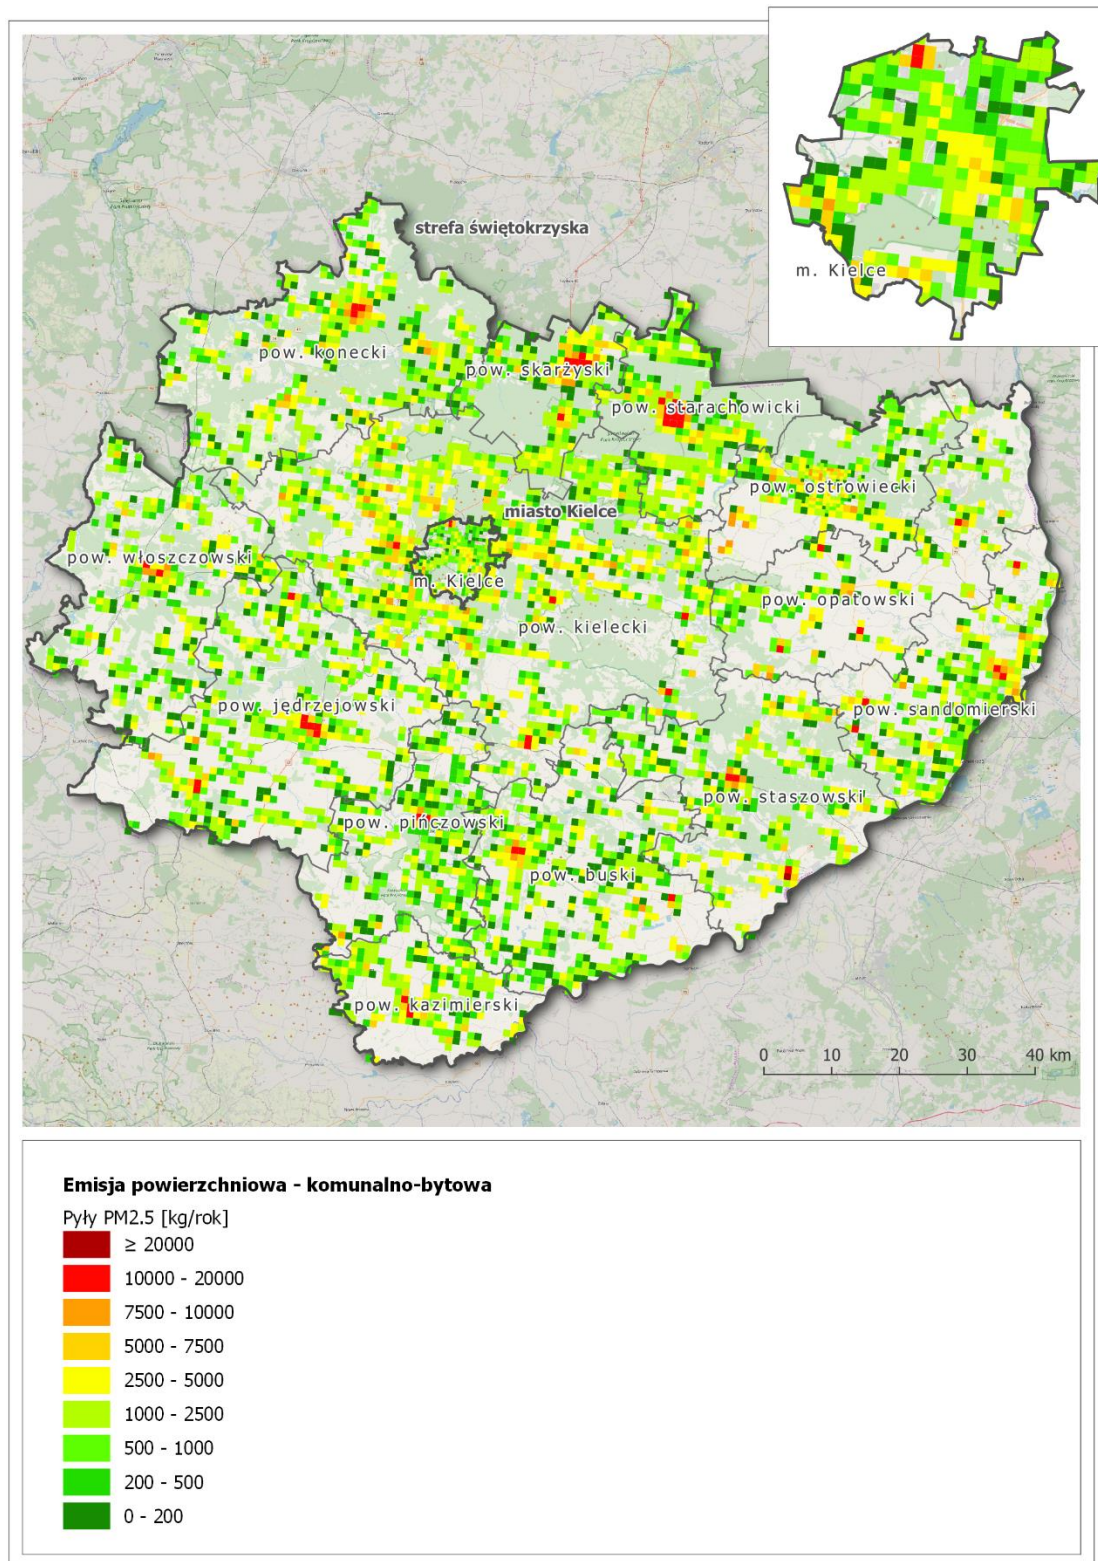 m. Kielce
strefa świętokrzyska
pow. konecki
pow. skarżyski
pow. starachowicki
pow. ostrowiecki
miasto Kielce
pow. włoszczowski
m. Kielce
pow. opatowski
pow. kielecki
pow. jędrzejowski
pow. sandomierski
pow. staszowski
pow. pińczowski
pow. buski
pow. kazimierski
0 10 20 30 40 km
Emisja powierzchniowa - komunalno-bytowa
Pyły PM2.5 [kg/rok]
≥ 20000
10000 - 20000
7500 - 10000
5000 - 7500
2500 - 5000
1000 - 2500
500 - 1000
200 - 500
0 - 200